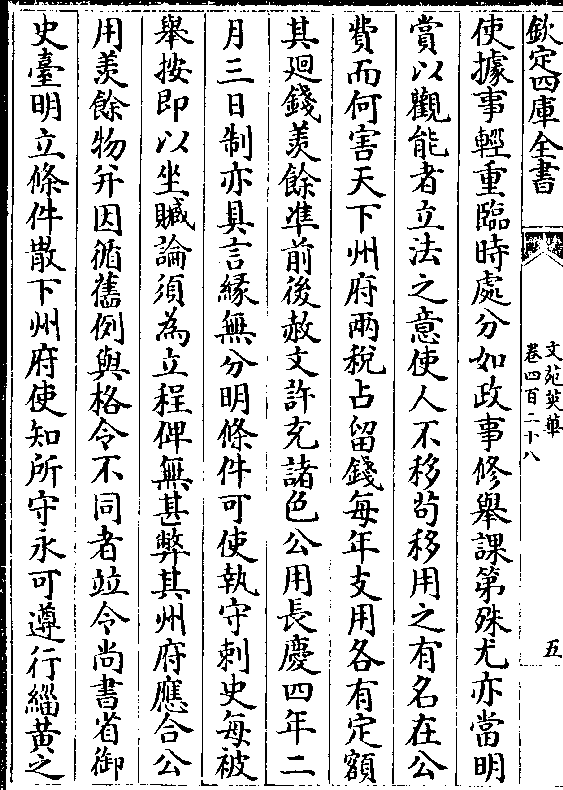 欽定四庫全書
文苑英華
卷四百二十八
五
使據事輕重臨時處分如政事修舉課第殊尤亦當明
賞以觀能者立法之意使人不移苟移用之有名在公
費而何害天下州府兩税占留錢每年支用各有定額
其廻錢羡餘準前後赦文許充諸色公用長慶四年二
月三日制亦具言緣無分明條件可使執守刺史每被
舉按即以坐贓論須為立程俾無甚弊其州府應合公
用羡餘物并因循舊例與格令不同者竝令尚書省御
史臺明立條件散下州府使知所守永可遵行緇黄之